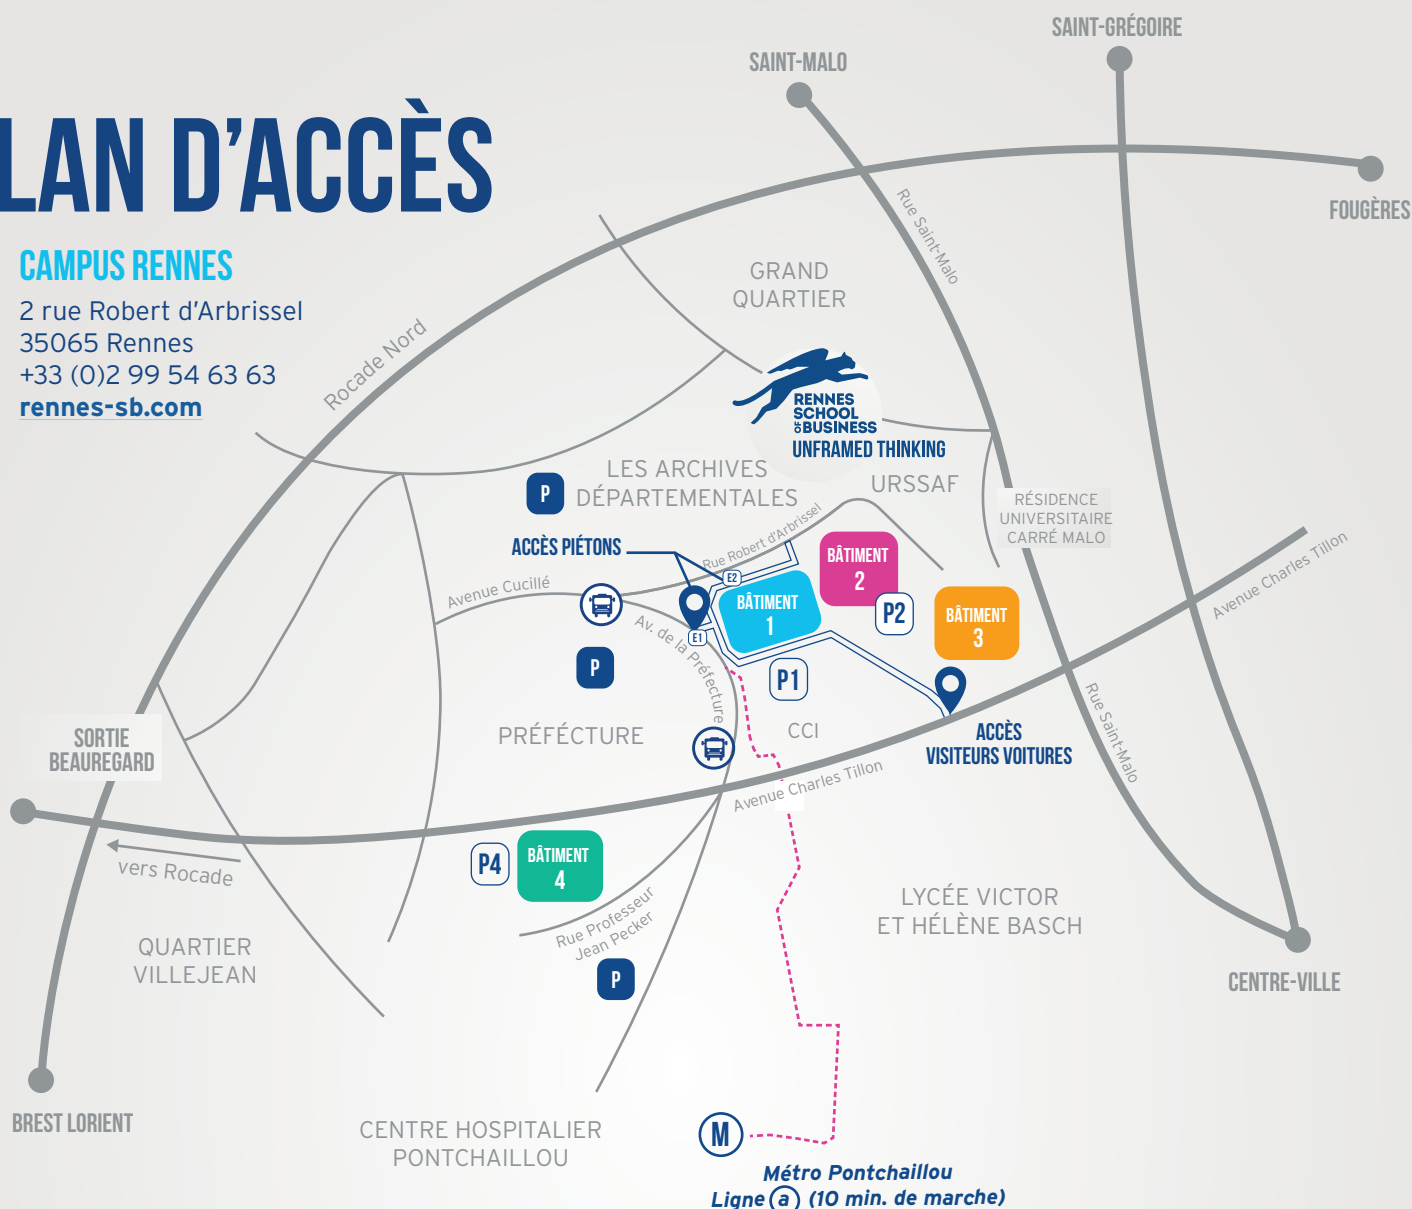 SAINT-GRÉGOIRE
SAINT-MALO
LAN D'ACCÈS
FOUGÈRES
Rue Saint-Malo
CAMPUS RENNES
2 rue Robert d'Arbrissel
35065 Rennes
+33 (0)2 99 54 63 63
rennes-sb.com
GRAND
QUARTIER
Rocade Nord
RENNES
SCHOOL
OF BUSINESS
UNFRAMED THINKING
LES ARCHIVES
DÉPARTEMENTALES
URSSAF
P
RÉSIDENCE
UNIVERSITAIRE
CARRÉ MALO
ACCÈS PIÉTONS
Rue Robert d'Arbrissel
Avenue Charles Tillon
BÂTIMENT
2
E2
Avenue Cucillé
BÂTIMENT
1
P2
BÂTIMENT
3
E1
Av. de la Préfecture
P
P1
Rue Saint-Malo
PRÉFÉCTURE
CCI
ACCÈS
VISITEURS VOITURES
SORTIE
BEAUREGARD
Avenue Charles Tillon
vers Rocade
P4
BÂTIMENT
4
Rue Professeur
Jean Pecker
LYCÉE VICTOR
ET HÉLÈNE BASCH
QUARTIER
VILLEJEAN
P
CENTRE-VILLE
BREST LORIENT
CENTRE HOSPITALIER
PONTCHAILLOU
M
Métro Pontchaillou
Ligne a (10 min. de marche)